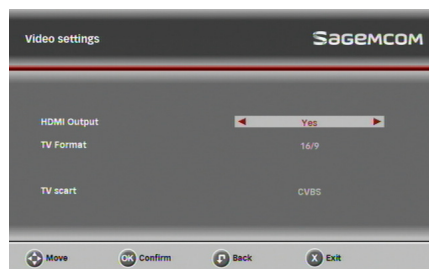 Video settings
SaGEMCOM
HDMI Output Yes
TV Format 16/9
TV scart CVBS
Move OK Confirm Back X Exit